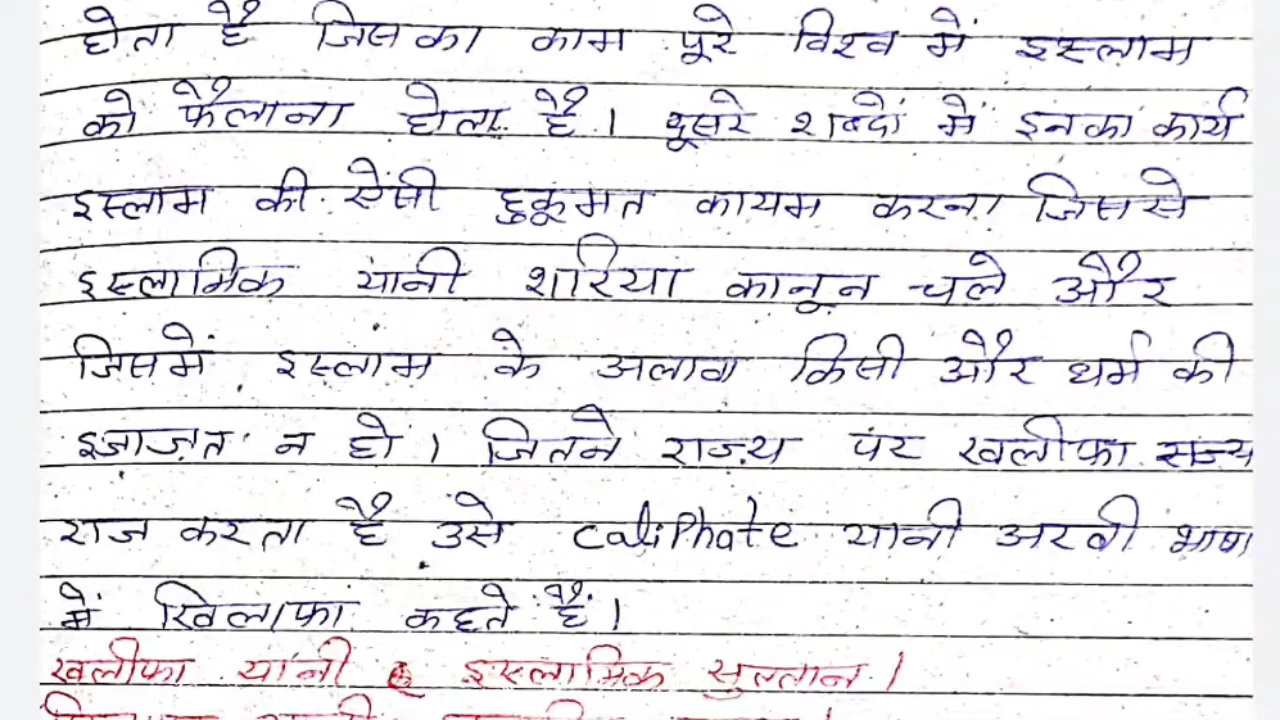 होता है जिसका काम पूरे विश्व में इस्लाम
को फैलाना होता है। दूसरे शब्दों में इनका कार्य
इस्लाम की ऐसी हुकूमत कायम करना जिससे
इस्लामिक यानी शरिया कानून चले और
जिसमें इस्लाम के अलावा किसी और धर्म की
इजाज़त न हो। जितने राज्य पर खलीफा राज्य
राज करता है उसे Caliphate यानी अरबी भाषा
में खिलाफा कहते हैं।
खलीफा यांनी इस्लामिक सुल्तान।